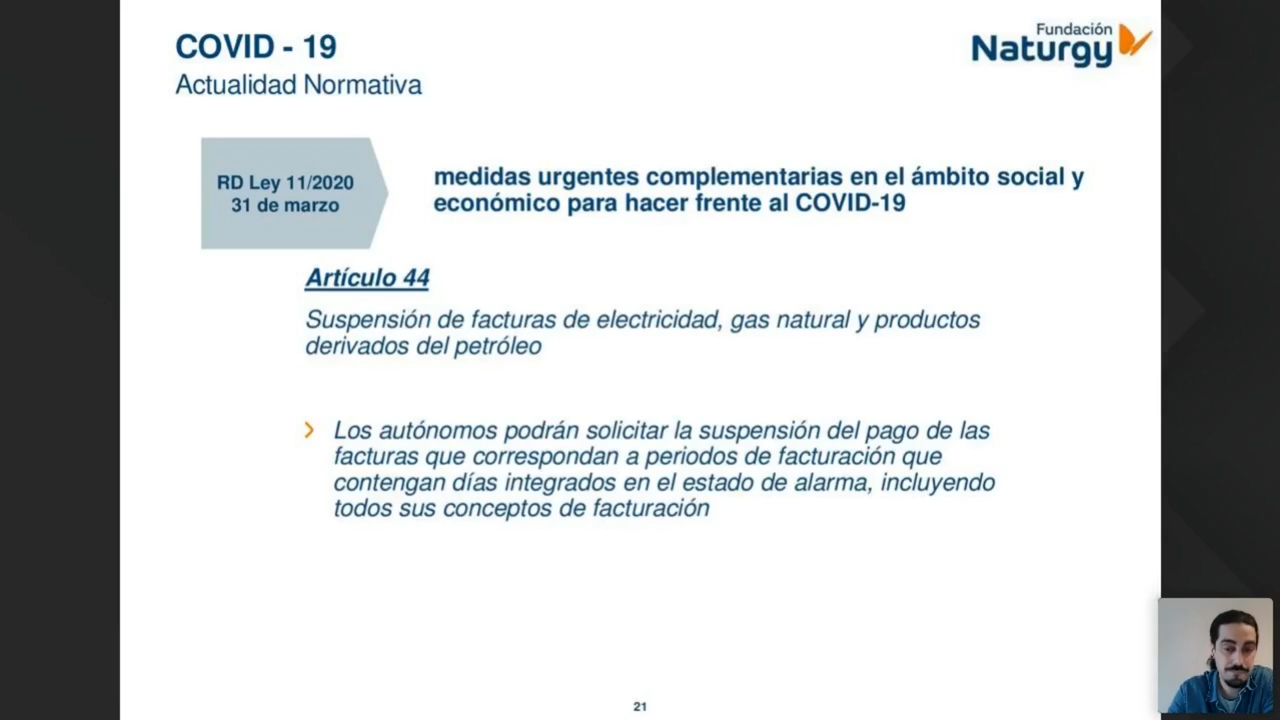 COVID - 19
Actualidad Normativa
Fundación
Naturgy
RD Ley 11/2020
31 de marzo
medidas urgentes complementarias en el ámbito social y
económico para hacer frente al COVID-19
Artículo 44
Suspensión de facturas de electricidad, gas natural y productos
derivados del petróleo
Los autónomos podrán solicitar la suspensión del pago de las
facturas que correspondan a periodos de facturación que
contengan días integrados en el estado de alarma, incluyendo
todos sus conceptos de facturación
21